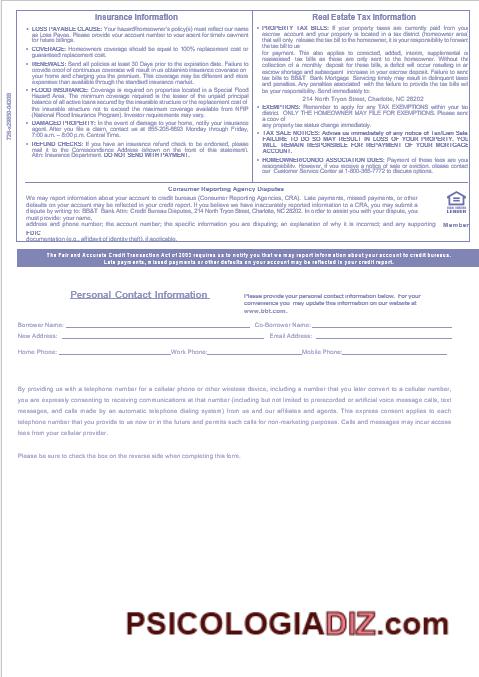 Insurance Information
• LOSS PAYABLE CLAUSE: Your hazard/homeowner's policy(s) must reflect our name as Loss Payee. Please provide your account number to your agent for timely payment for future billings.
• COVERAGE: Homeowners coverage should be equal to 100% replacement cost or guaranteed replacement cost.
• RENEWALS: Send all policies at least 30 Days prior to the expiration date. Failure to provide proof of continuous coverage will result in us obtaining insurance coverage on your home and charging you the premium. This coverage may be different and more expensive than available through the standard insurance market.
• FLOOD INSURANCE: Coverage is required on properties located in a Special Flood Hazard Area. The minimum coverage required is the lesser of the unpaid principal balance of all active loans secured by the insurable structure or the replacement cost of the insurable structure not to exceed the maximum coverage available from NFIP (National Flood Insurance Program). Investor requirements may vary.
• DAMAGED PROPERTY: In the event of damage to your home, notify your insurance agent. After you file a claim, contact us at 855-205-6893 Monday through Friday, 7:00 a.m. – 8:00 p.m. Central Time.
• REFUND CHECKS: If you have an insurance refund check to be endorsed, please mail it to the Correspondence Address (shown on the front of this statement). Attn: Insurance Department. DO NOT SEND WITH PAYMENT.
Real Estate Tax Information
• PROPERTY TAX BILLS: If your property taxes are currently paid from you escrow account and your property is located in a tax district (homeowner area) that will only release the tax bill to the homeowner, it is your responsibility to forward the tax bill to us
for payment. This also applies to corrected, added, interim, supplemental is reassessed tax bills as these are only sent to the homeowner. Without the collection of a monthly deposit for these bills, a deficit will occur resulting in an escrow shortage and subsequent increase in your escrow deposit. Failure to send tax bills to BB&T Bank Mortgage Servicing timely may result in delinquent taxes and penalties. Any penalties associated with the failure to provide the tax bills will be your responsibility. Send immediately to:
214 North Tryon Street, Charlotte, NC 28202
• EXEMPTIONS: Remember to apply for any TAX EXEMPTIONS within your tax district. ONLY THE HOMEOWNER MAY FILE FOR EXEMPTIONS. Please send a copy of
any property tax status change immediately.
• TAX SALE NOTICES: Advise us immediately of any notice of Tax/Lien Sale. FAILURE TO DO SO MAY RESULT IN LOSS OF YOUR PROPERTY. YOU WILL REMAIN RESPONSIBLE FOR REPAYMENT OF YOUR MORTGAGE ACCOUNT.
• HOMEOWNER/CONDO ASSOCIATION DUES: Payment of these fees are you responsibility. However, if you receive a notice of sale or eviction, please contact our Customer Service Center at 1-800-365-7772 to discuss options.
Consumer Reporting Agency Disputes
We may report information about your account to credit bureaus (Consumer Reporting Agencies, CRA). Late payments, missed payments, or other defaults on your account may be reflected in your credit report. If you believe we have inaccurately reported information to a CRA, you may submit a dispute by writing to: BB&T Bank Attn: Credit Bureau Disputes, 214 North Tryon Street, Charlotte, NC 28202. In order to assist you with your dispute, you must provide: your name,
address and phone number; the account number; the specific information you are disputing; an explanation of why it is incorrect; and any supporting
documentation (e.g., affidavit of identity theft), if applicable.
LENDER
Member
FDIC
The Fair and Accurate Credit Transaction Act of 2003 requires us to notify you that we may report information about your account to credit bureaus.
Late payments, missed payments or other defaults on your account may be reflected in your credit report.
Personal Contact Information
Please provide your personal contact information below. For your
convenience you may update this information on our website at
www.bbt.com.
Borrower Name: Co-Borrower Name:
New Address: Email Address:
Home Phone: Work Phone: Mobile Phone:
By providing us with a telephone number for a cellular phone or other wireless device, including a number that you later convert to a cellular number,
you are expressly consenting to receiving communications at that number (including but not limited to prerecorded or artificial voice message calls, text
messages, and calls made by an automatic telephone dialing system) from us and our affiliates and agents. This express consent applies to each
telephone number that you provide to us now or in the future and permits such calls for non-marketing purposes. Calls and messages may incur access
fees from your cellular provider.
Please be sure to check the box on the reverse side when completing this form.
PSICOLOGIADIZ.com